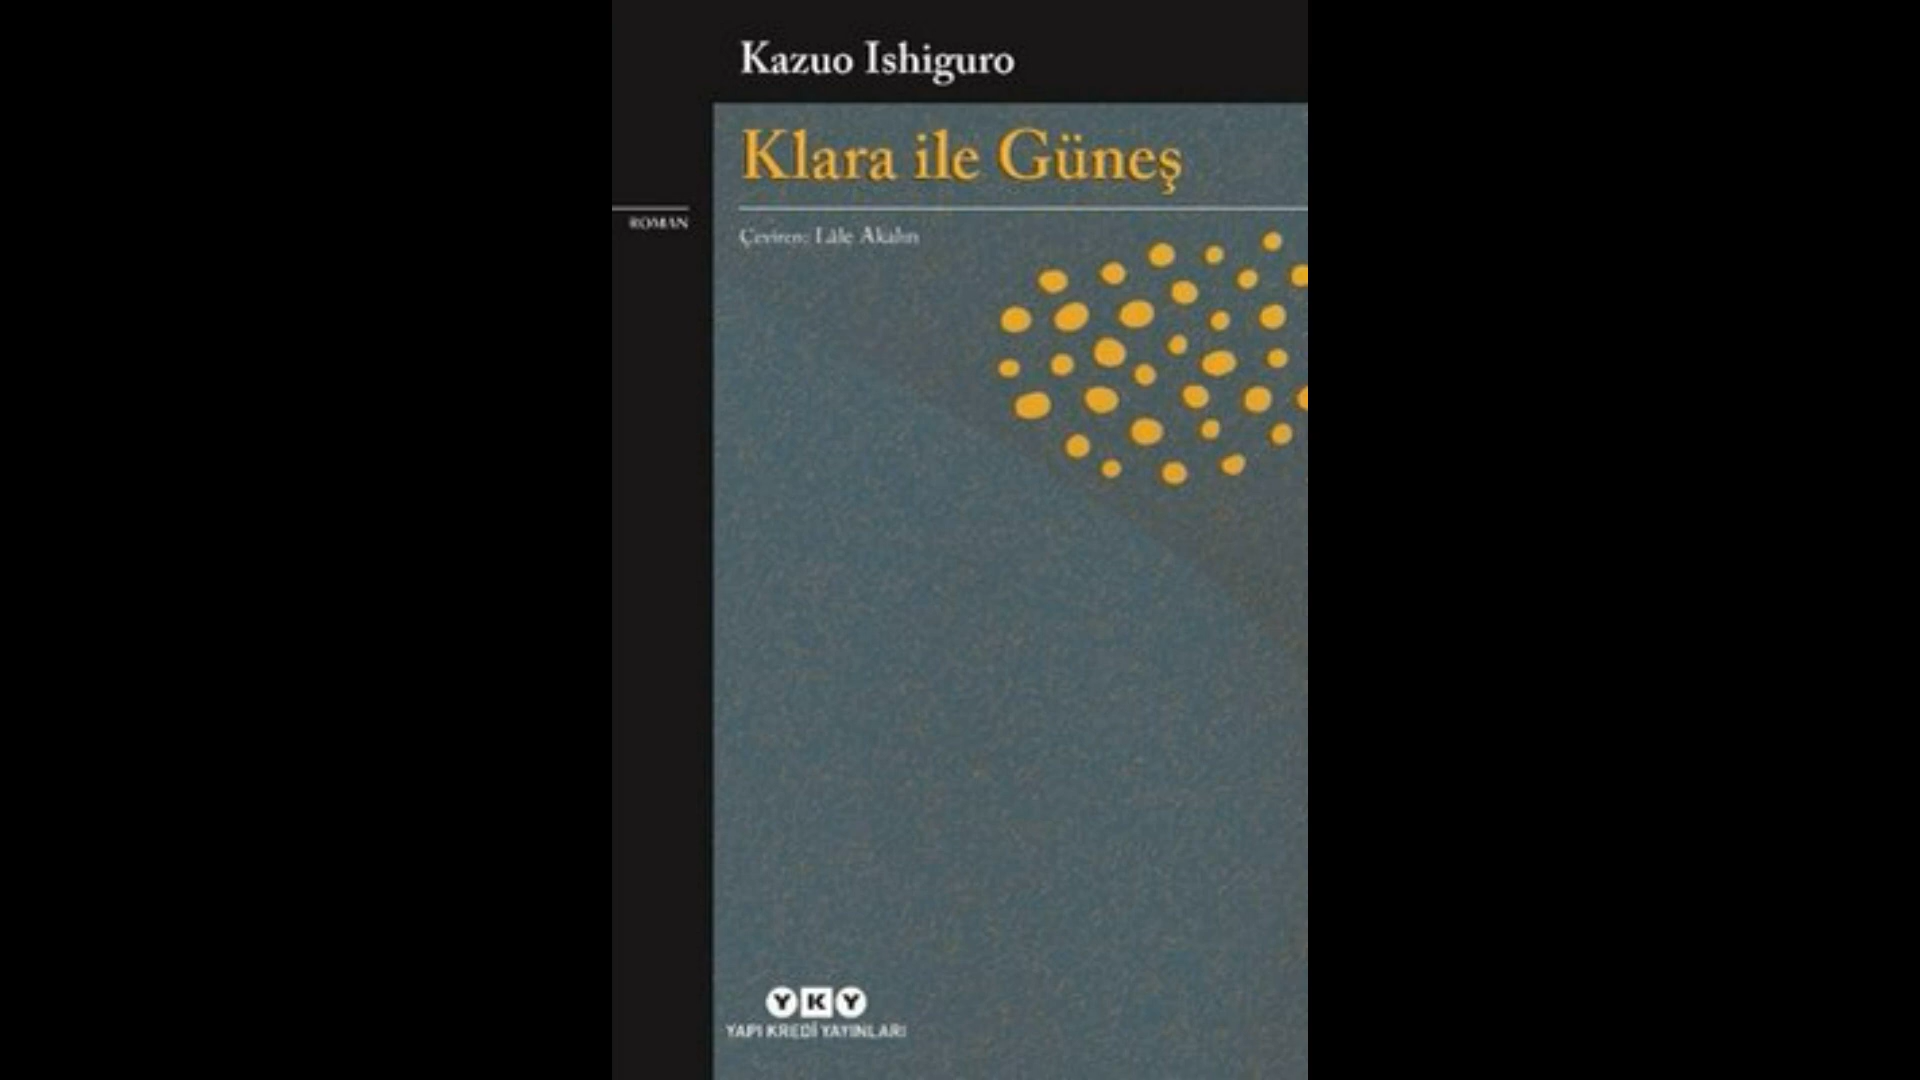 Kazuo Ishiguro
Klara ile Güneş
ROMAN
Çeviren: Lâle Akalın
YKY
YAPI KREDİ YAYINLARI